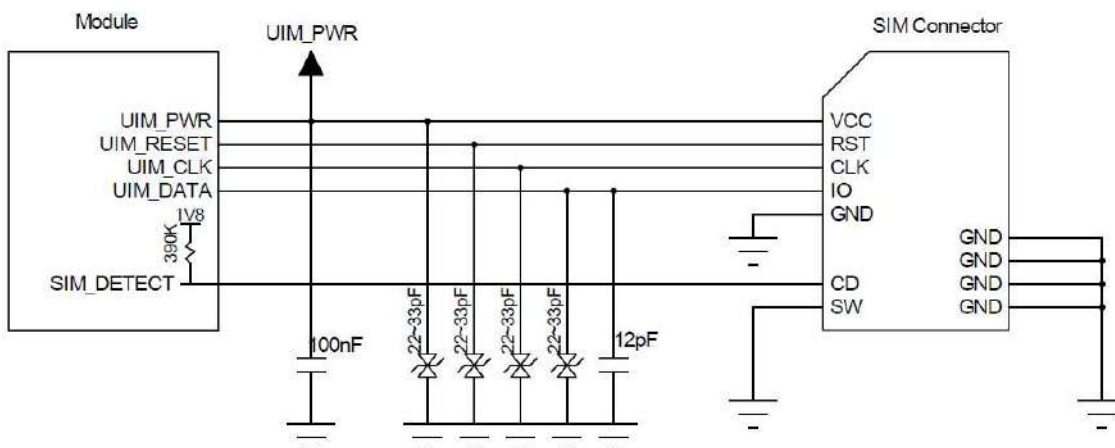 Module
UIM_PWR
SIM Connector
UIM_PWR
UIM_RESET
UIM_CLK
UIM_DATA
1V8
390K
SIM_DETECT
VCC
RST
CLK
IO
GND
GND
GND
GND
GND
CD
SW
100nF
22~33pF
22~33pF
22~33pF
22~33pF
12pF